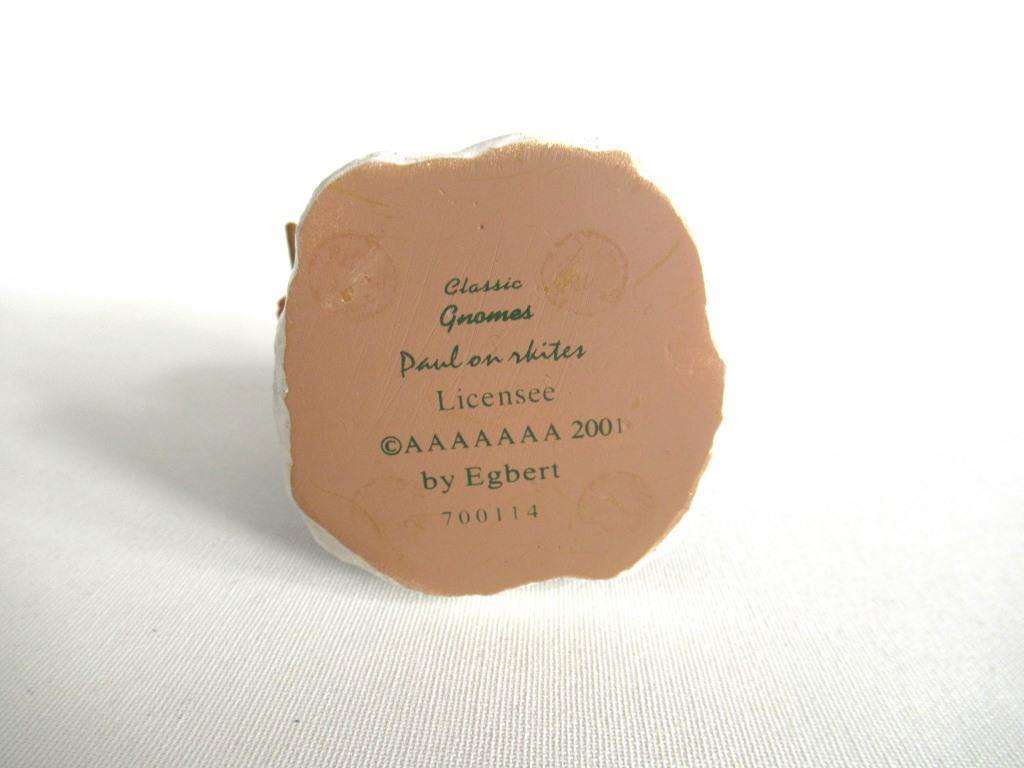 Classic
Gnomes
Paul on skites
Licensee
©AAAAAAA 2001
by Egbert
700114